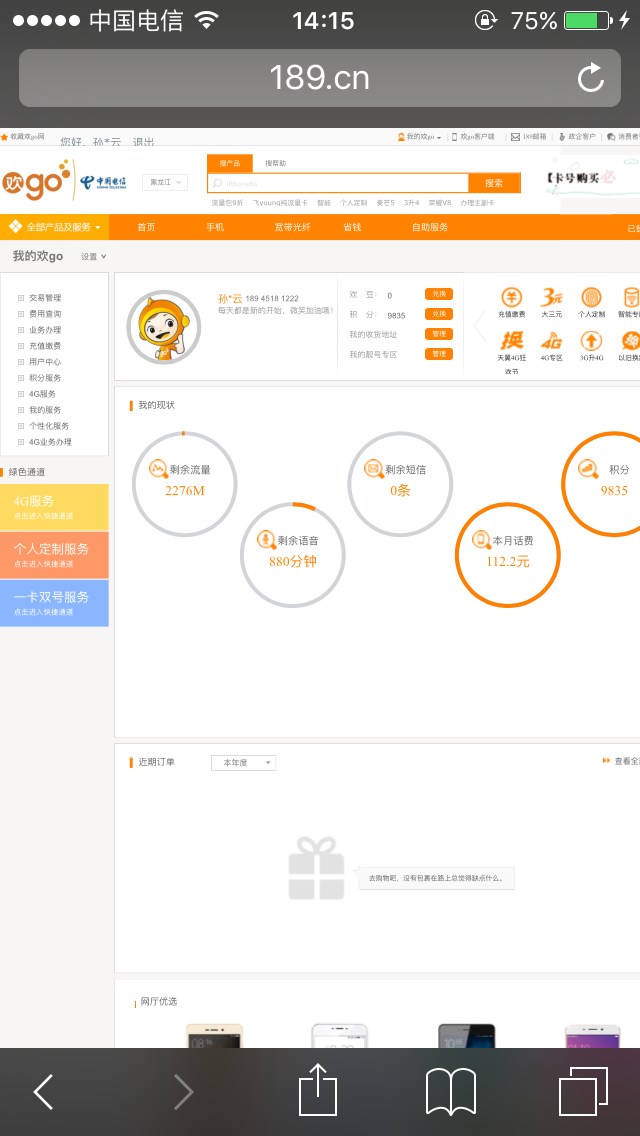 中国电信
14:15
75%
189.cn
收藏欢go网
您好，孙*云 退出
我的欢go
欢go客户端
189邮箱
政企客户
消费者
欢go
中国电信
CHINA TELECOM
黑龙江
搜产品
搜帮助
iPhone6s
搜索
【卡号购买必
流量包9折 飞young纯流量卡 智能 个人定制 麦芒5 3升4 荣耀V8 办理主副卡
全部产品及服务
首页
手机
宽带光纤
省钱
自助服务
我的欢go
设置
交易管理
费用查询
业务办理
充值缴费
用户中心
积分服务
4G服务
我的服务
个性化服务
4G业务办理
孙*云 189 4518 1222
每天都是新的开始，微笑加油哦！
欢 豆： 0 兑换
积 分： 9835 兑换
我的收货地址 管理
我的靓号专区 管理
充值缴费
大三元
个人定制
智能专
天翼4G狂
欢节
4G专区
3G升4G
以旧换
绿色通道
4G服务
点击进入快捷通道
个人定制服务
点击进入快捷通道
一卡双号服务
点击进入快捷通道
我的现状
剩余流量
2276M
剩余短信
0条
积分
9835
剩余语音
880分钟
本月话费
112.2元
近期订单
本年度
查看全
去购物吧，没有包裹在路上总觉得缺点什么。
网厅优选